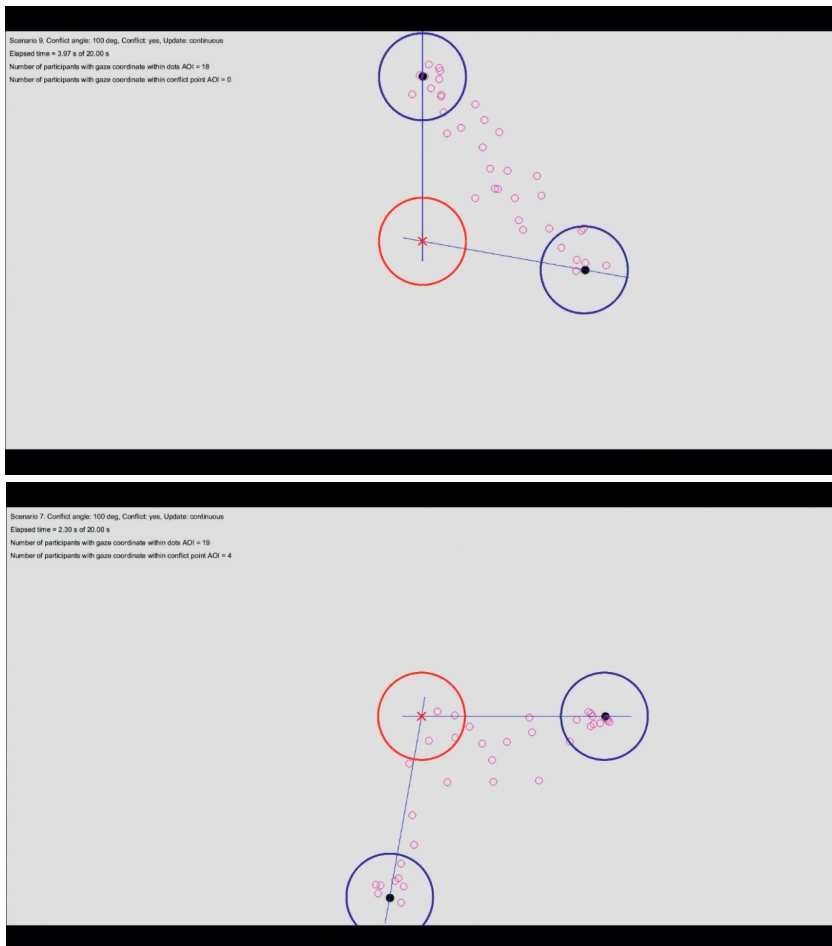 Scenario 9. Conflict angle: 100 deg, Conflict: yes, Update: continuous
Elapsed time = 3.97 s of 20.00 s
Number of participants with gaze coordinate within dots AOI = 18
Number of participants with gaze coordinate within conflict point AOI = 0
Scenario 7. Conflict angle: 100 deg, Conflict: yes, Update: continuous
Elapsed time = 2.30 s of 20.00 s
Number of participants with gaze coordinate within dots AOI = 19
Number of participants with gaze coordinate within conflict point AOI = 4